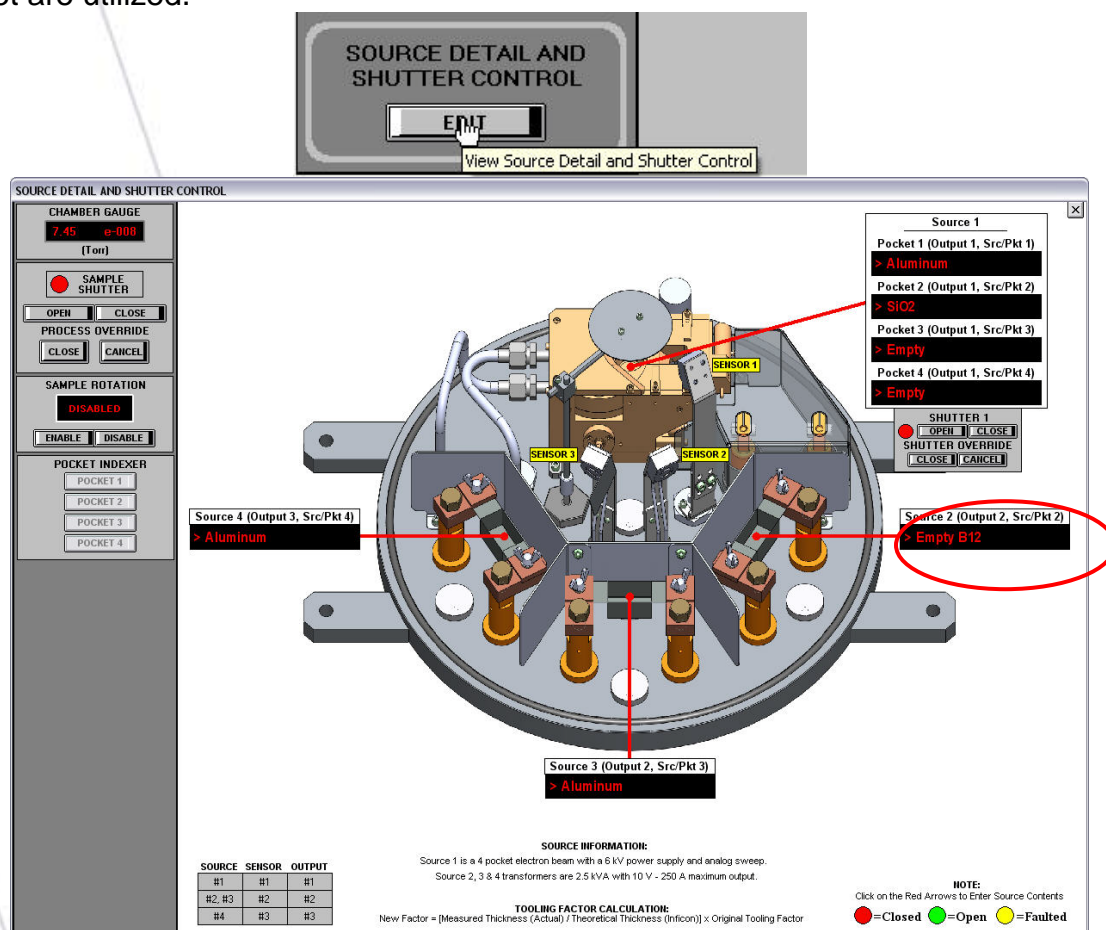 ot are utilized.
SOURCE DETAIL AND
SHUTTER CONTROL
EDIT
View Source Detail and Shutter Control
SOURCE DETAIL AND SHUTTER CONTROL
CHAMBER GAUGE
7.45 e-008
(Torr)
SAMPLE
SHUTTER
OPEN CLOSE
PROCESS OVERRIDE
CLOSE CANCEL
SAMPLE ROTATION
DISABLED
ENABLE DISABLE
POCKET INDEXER
POCKET 1
POCKET 2
POCKET 3
POCKET 4
Source 1
Pocket 1 (Output 1, Src/Pkt 1)
> Aluminum
Pocket 2 (Output 1, Src/Pkt 2)
> SiO2
Pocket 3 (Output 1, Src/Pkt 3)
> Empty
Pocket 4 (Output 1, Src/Pkt 4)
> Empty
SHUTTER 1
OPEN CLOSE
SHUTTER OVERRIDE
CLOSE CANCEL
SENSOR 1
SENSOR 3
SENSOR 2
Source 4 (Output 3, Src/Pkt 4)
> Aluminum
Source 2 (Output 2, Src/Pkt 2)
> Empty B12
Source 3 (Output 2, Src/Pkt 3)
> Aluminum
SOURCE SENSOR OUTPUT
#1 #1 #1
#2, #3 #2 #2
#4 #3 #3
SOURCE INFORMATION:
Source 1 is a 4 pocket electron beam with a 6 kV power supply and analog sweep.
Source 2, 3 & 4 transformers are 2.5 kVA with 10 V - 250 A maximum output.
TOOLING FACTOR CALCULATION:
New Factor = [Measured Thickness (Actual) / Theoretical Thickness (Inficon)] x Original Tooling Factor
NOTE:
Click on the Red Arrows to Enter Source Contents
=Closed =Open =Faulted